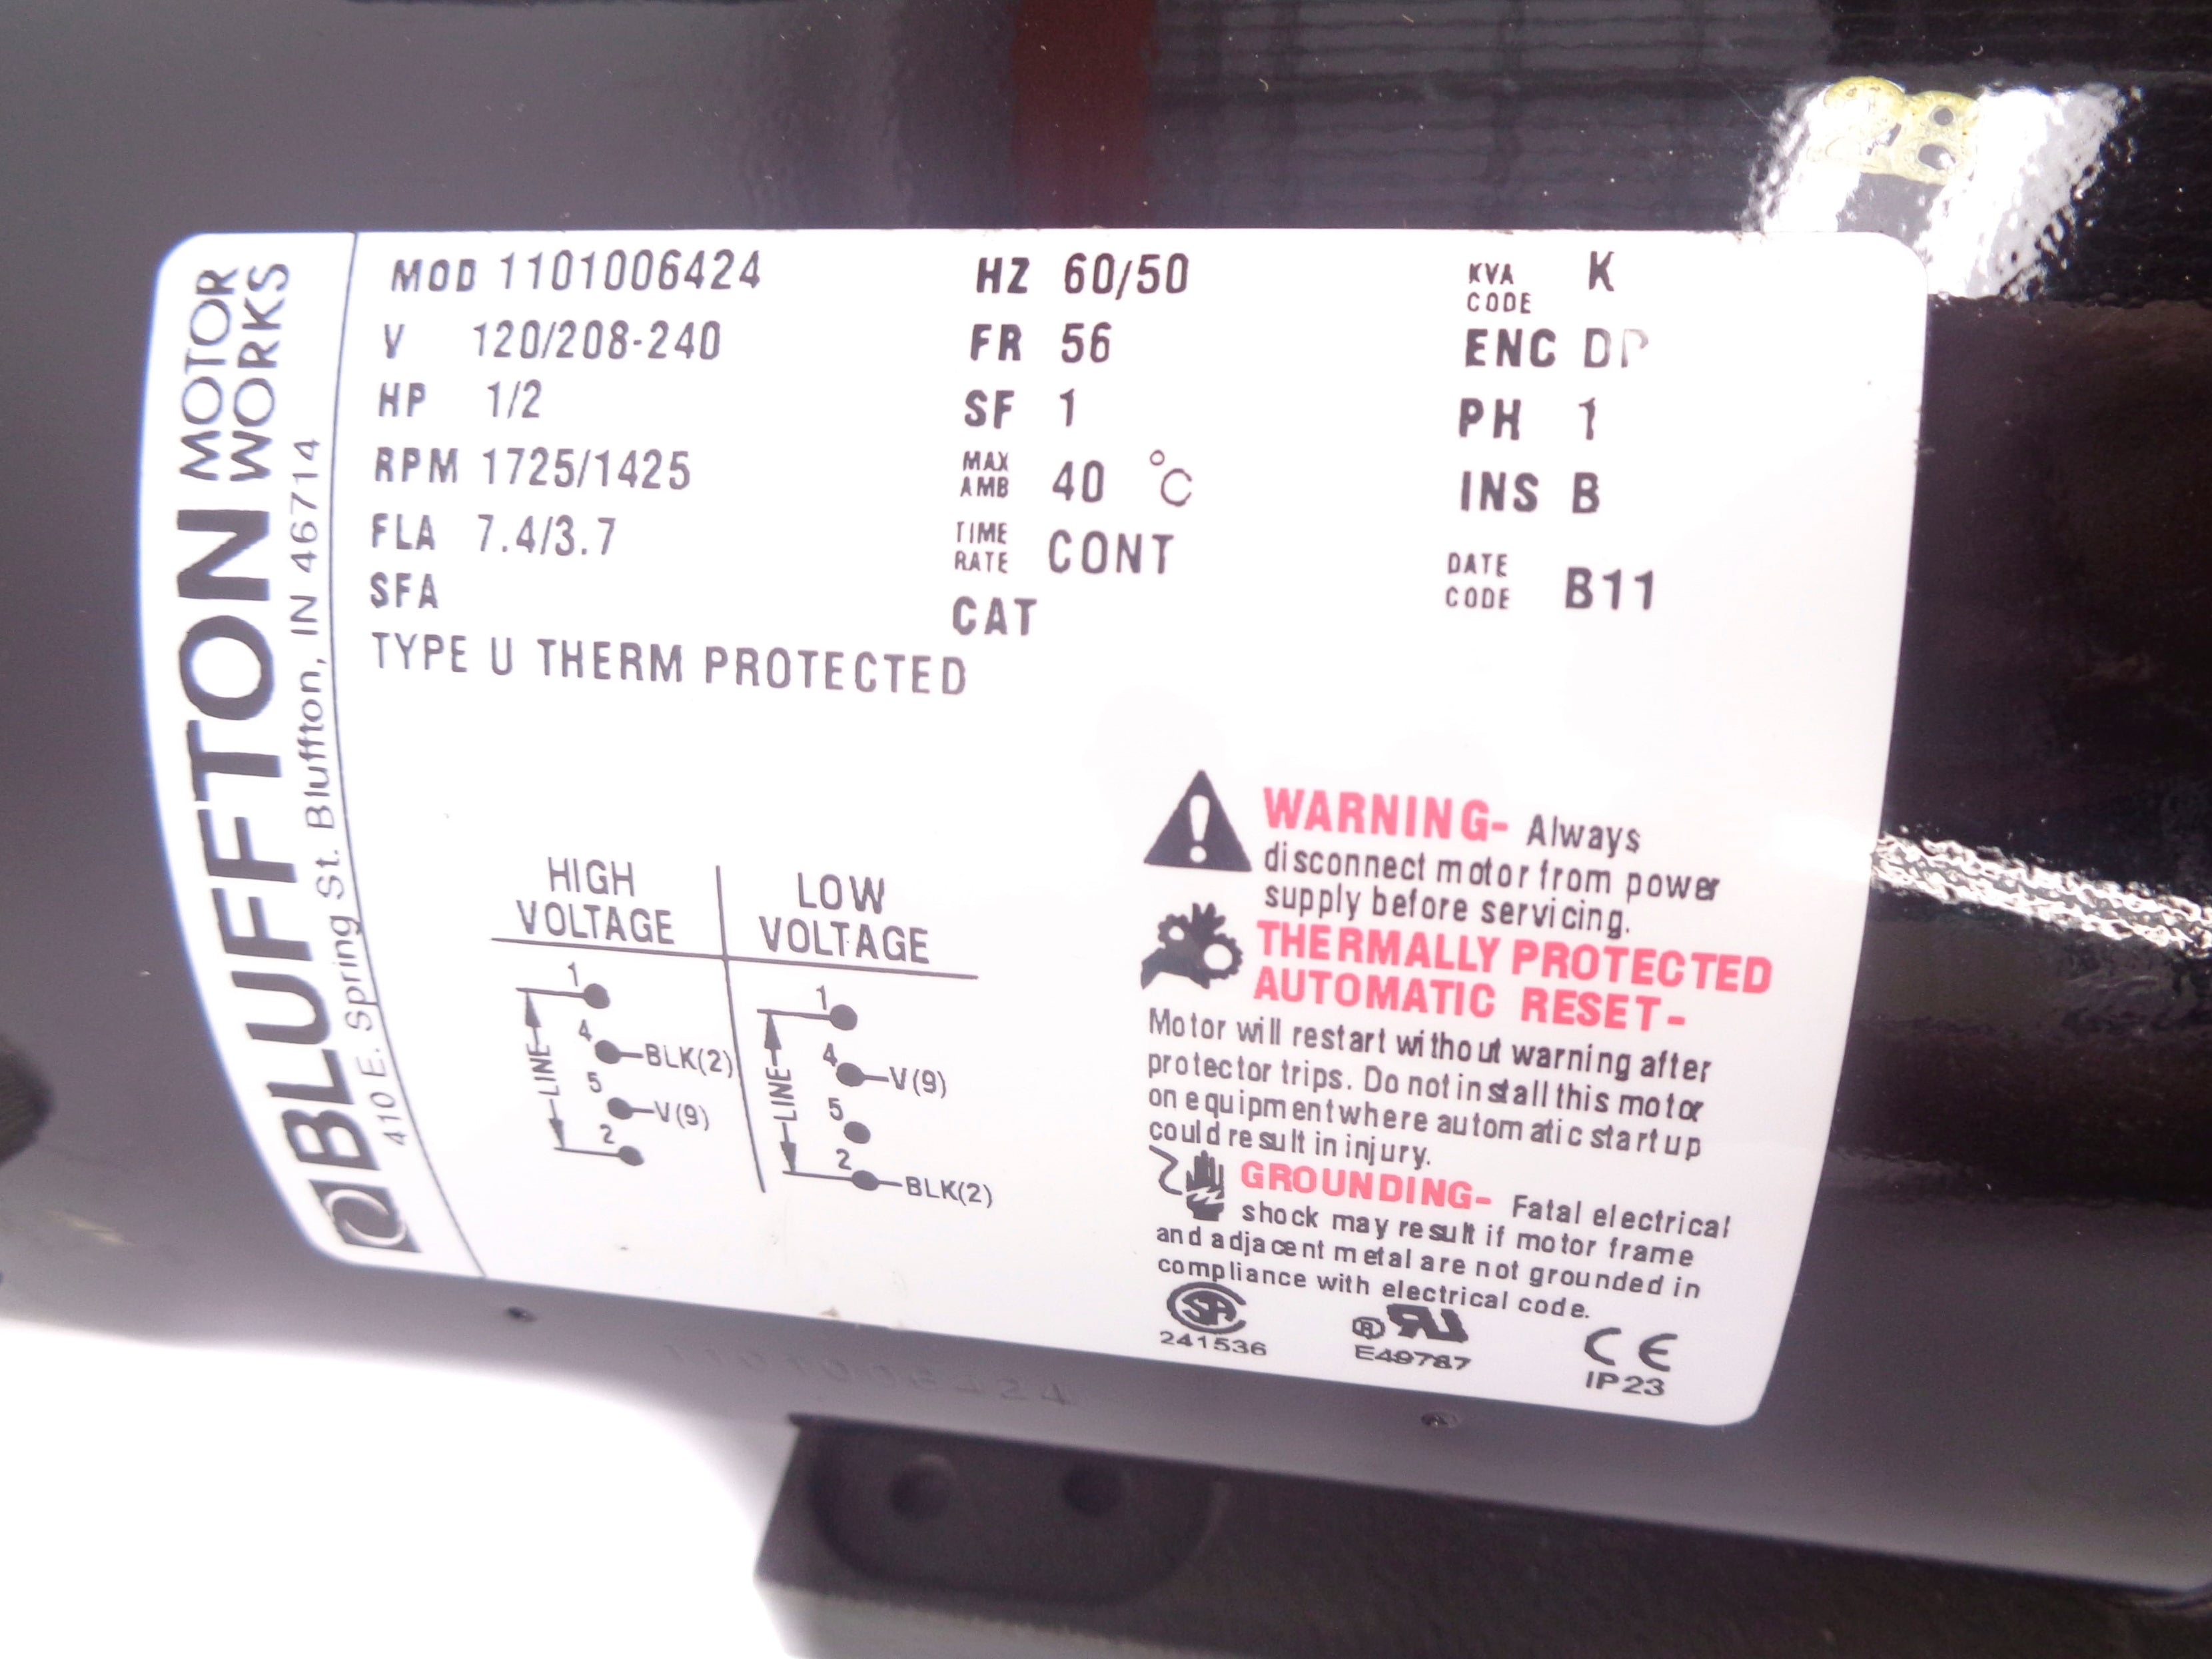 BLUFFTON MOTOR WORKS
410 E. Spring St. Bluffton, IN 46714
MOD 1101006424
V 120/208-240
HP 1/2
RPM 1725/1425
FLA 7.4/3.7
SFA
TYPE U THERM PROTECTED
HZ 60/50
FR 56
SF 1
MAX AMB 40 °C
TIME RATE CONT
CAT
KVA CODE K
ENC DP
PH 1
INS B
DATE CODE B11
HIGH VOLTAGE
1
4 BLK(2)
5 V(9)
2
LINE
LOW VOLTAGE
1
4 V(9)
5
2 BLK(2)
LINE
WARNING- Always
disconnect motor from power
supply before servicing.
THERMALLY PROTECTED
AUTOMATIC RESET-
Motor will restart without warning after
protector trips. Do not install this motor
on equipment where automatic start up
could result in injury.
GROUNDING- Fatal electrical
shock may result if motor frame
and adjacent metal are not grounded in
compliance with electrical code.
241536
E49787
CE
IP23